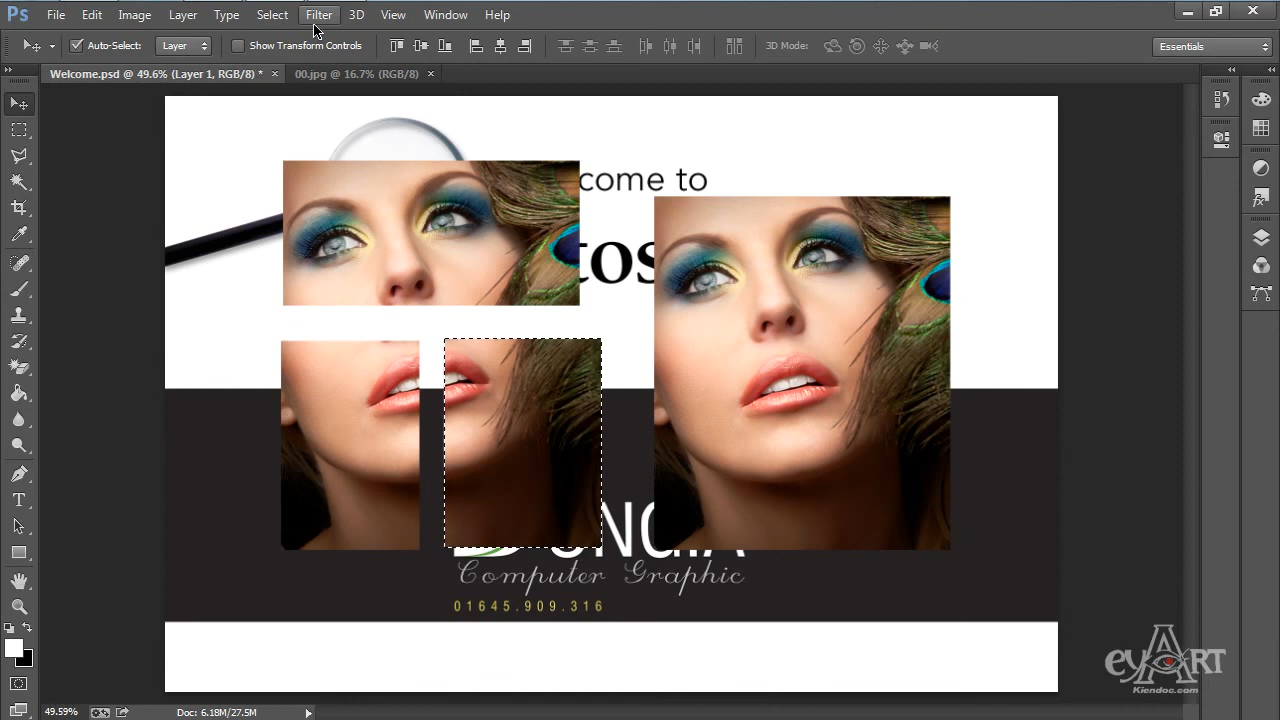 Ps File Edit Image Layer Type Select Filter 3D View Window Help
Auto-Select: Layer Show Transform Controls 3D Mode: Essentials
Welcome.psd @ 49.6% (Layer 1, RGB/8) * × 00.jpg @ 16.7% (RGB/8) ×
come to
tos
Computer Graphic
01645.909.316
eyART
Kiendoc.com
49.59% Doc: 6.18M/27.5M